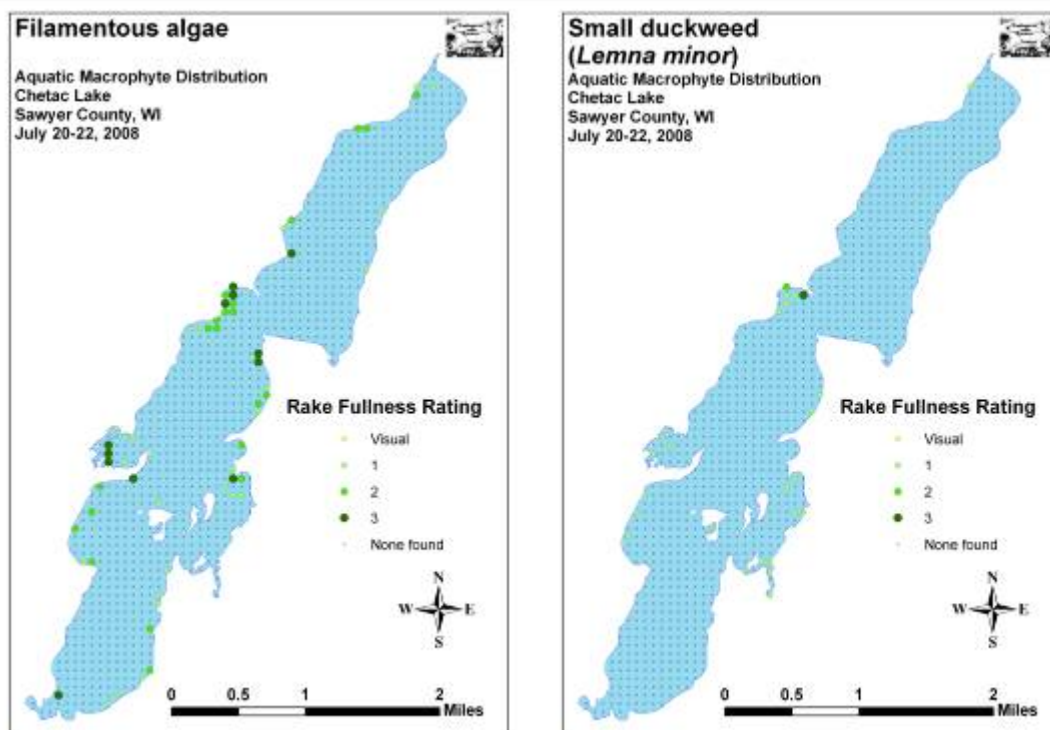 Filamentous algae
Aquatic Macrophyte Distribution
Chetac Lake
Sawyer County, WI
July 20-22, 2008
Rake Fullness Rating
Visual
1
2
3
None found
N
W E
S
0 0.5 1 2
Miles
Small duckweed
(Lemna minor)
Aquatic Macrophyte Distribution
Chetac Lake
Sawyer County, WI
July 20-22, 2008
Rake Fullness Rating
Visual
1
2
3
None found
N
W E
S
0 0.5 1 2
Miles